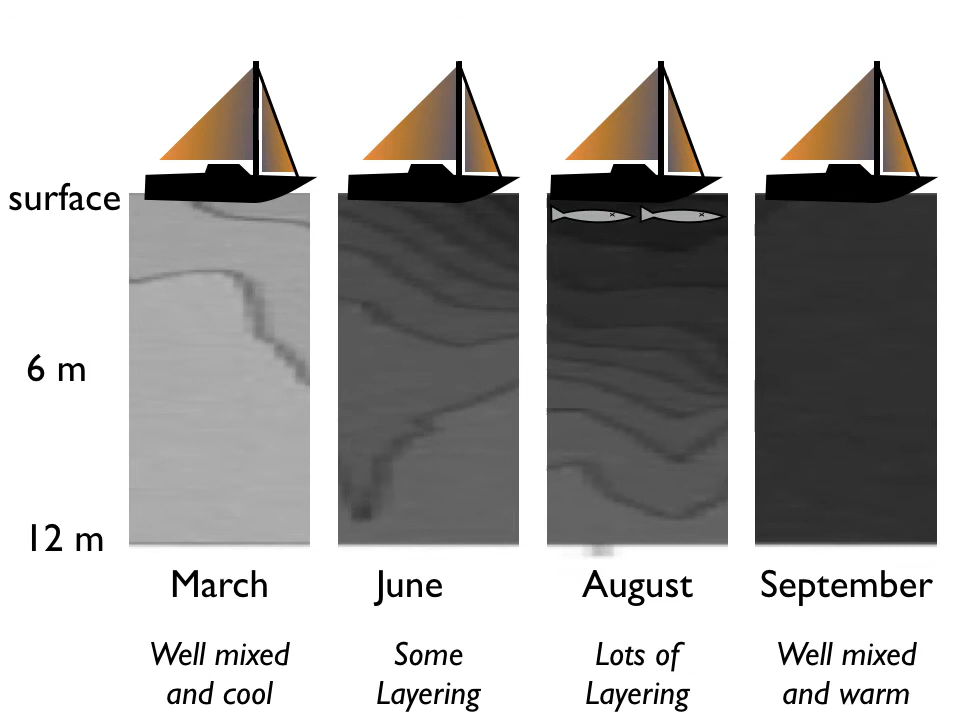 surface
6 m
12 m
March
June
August
September
Well mixed
and cool
Some
Layering
Lots of
Layering
Well mixed
and warm